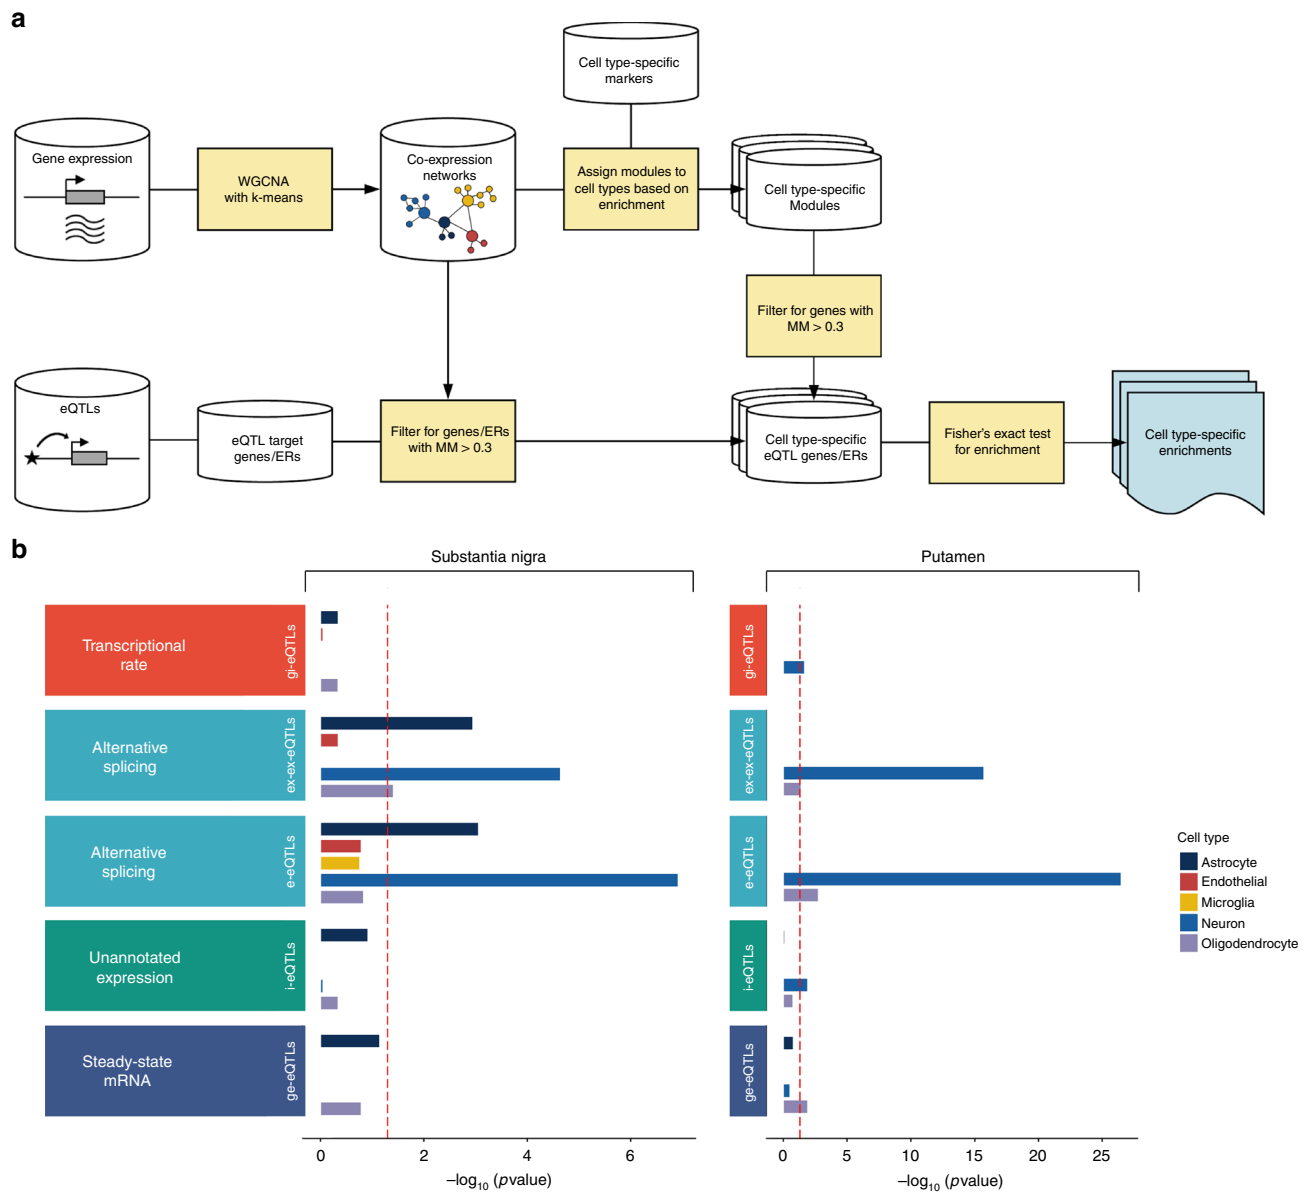 a
Cell type-specific
markers
Gene expression
WGCNA
with k-means
Co-expression
networks
Assign modules to
cell types based on
enrichment
Cell type-specific
Modules
Filter for genes with
MM > 0.3
eQTLs
eQTL target
genes/ERs
Filter for genes/ERs
with MM > 0.3
Cell type-specific
eQTL genes/ERs
Fisher's exact test
for enrichment
Cell type-specific
enrichments
b
Substantia nigra
Putamen
Transcriptional
rate
gi-eQTLs
gi-eQTLs
Alternative
splicing
ex-ex-eQTLs
ex-ex-eQTLs
Alternative
splicing
e-eQTLs
e-eQTLs
Unannotated
expression
i-eQTLs
i-eQTLs
Steady-state
mRNA
ge-eQTLs
ge-eQTLs
Cell type
Astrocyte
Endothelial
Microglia
Neuron
Oligodendrocyte
0 2 4 6
–log10 (pvalue)
0 5 10 15 20 25
–log10 (pvalue)